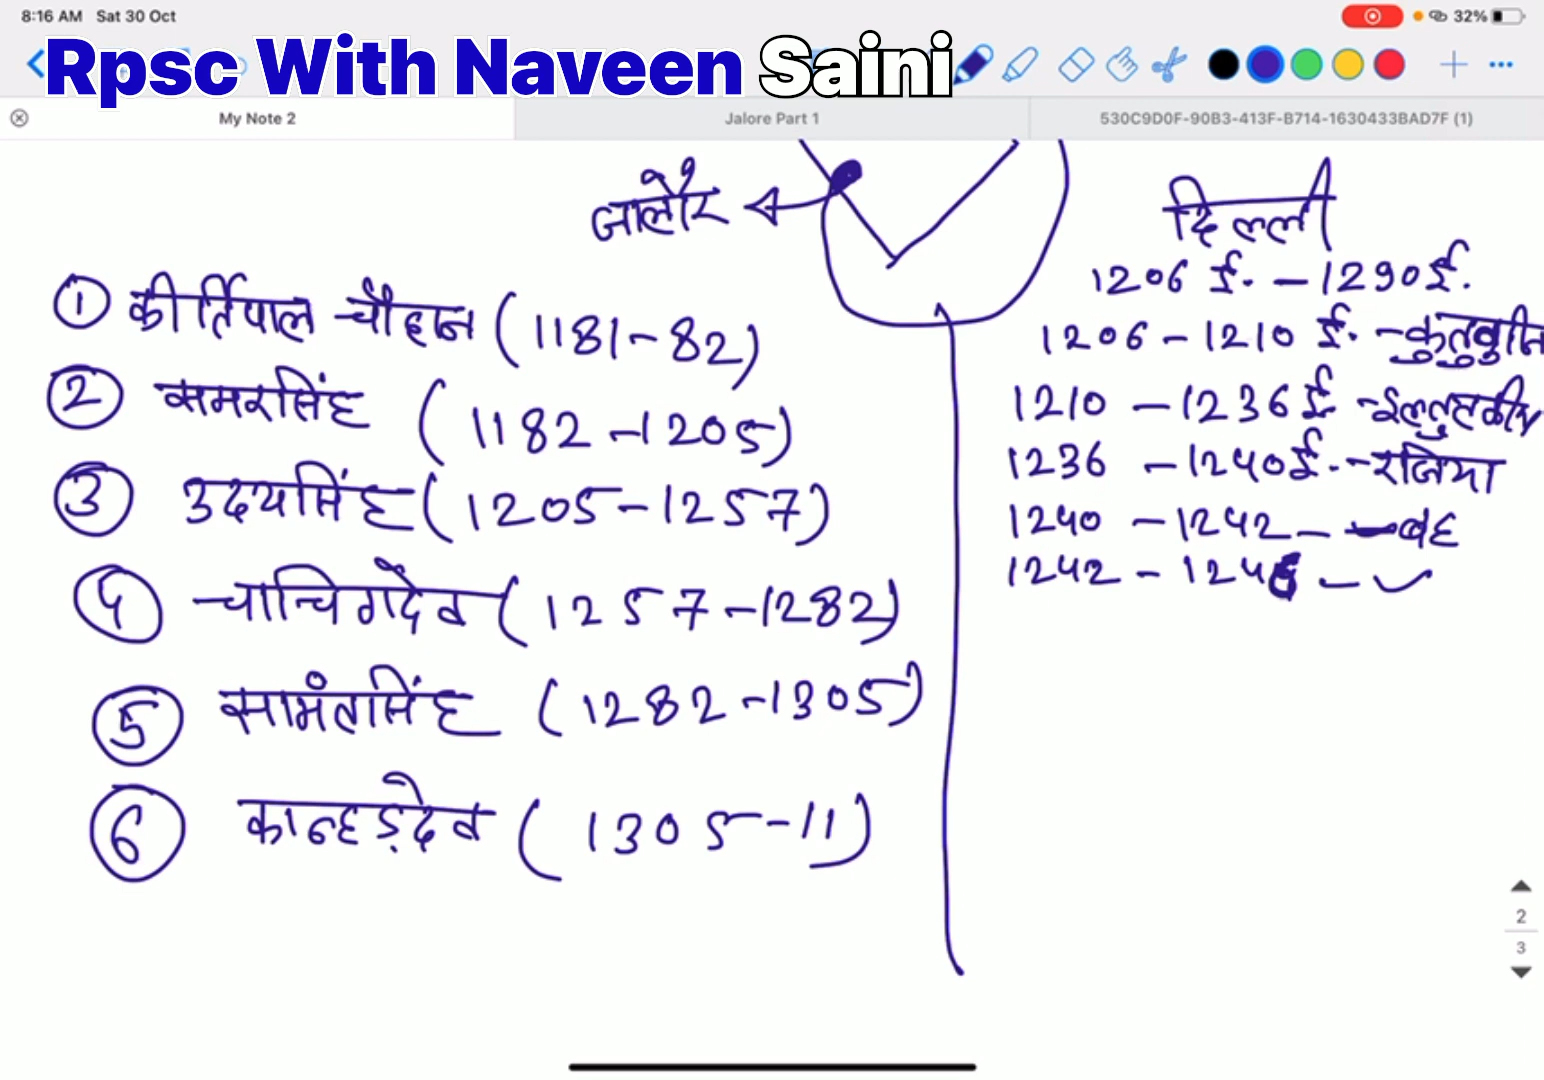 8:16 AM Sat 30 Oct
32%
Rpsc With Naveen Saini
My Note 2
Jalore Part 1
530C9D0F-90B3-413F-B714-1630433BAD7F (1)
जालौर
① कीर्तिपाल चौहान (1181-82)
② समरसिंह (1182-1205)
③ उदयसिंह (1205-1257)
④ चाचिगदेव (1257-1282)
⑤ सामंतसिंह (1282-1305)
⑥ कान्हड़देव (1305-11)
दिल्ली
1206 ई. - 1290 ई.
1206 - 1210 ई. -
1210 - 1236 ई. -
1236 - 1240 ई. - रजिया
1240 - 1242 -
1242 - 1246 -
2
3